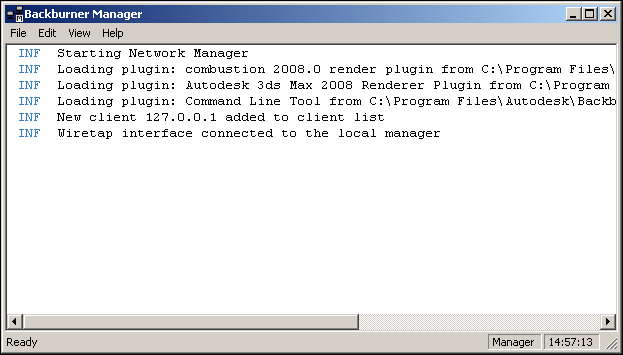 Backburner Manager
File Edit View Help
INF Starting Network Manager
INF Loading plugin: combustion 2008.0 render plugin from C:\Program Files\
INF Loading plugin: Autodesk 3ds Max 2008 Renderer Plugin from C:\Program
INF Loading plugin: Command Line Tool from C:\Program Files\Autodesk\Backb
INF New client 127.0.0.1 added to client list
INF Wiretap interface connected to the local manager
Ready Manager 14:57:13